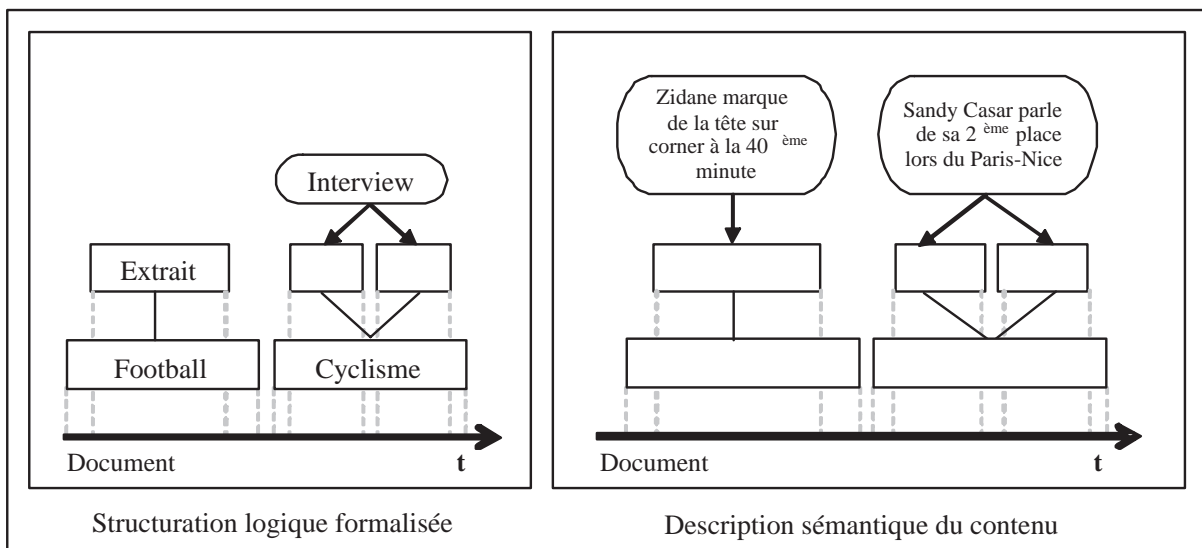 Interview
Extrait
Football
Cyclisme
Document
t
Structuration logique formalisée
Zidane marque
de la tête sur
corner à la 40 ème
minute
Sandy Casar parle
de sa 2 ème place
lors du Paris-Nice
Document
t
Description sémantique du contenu